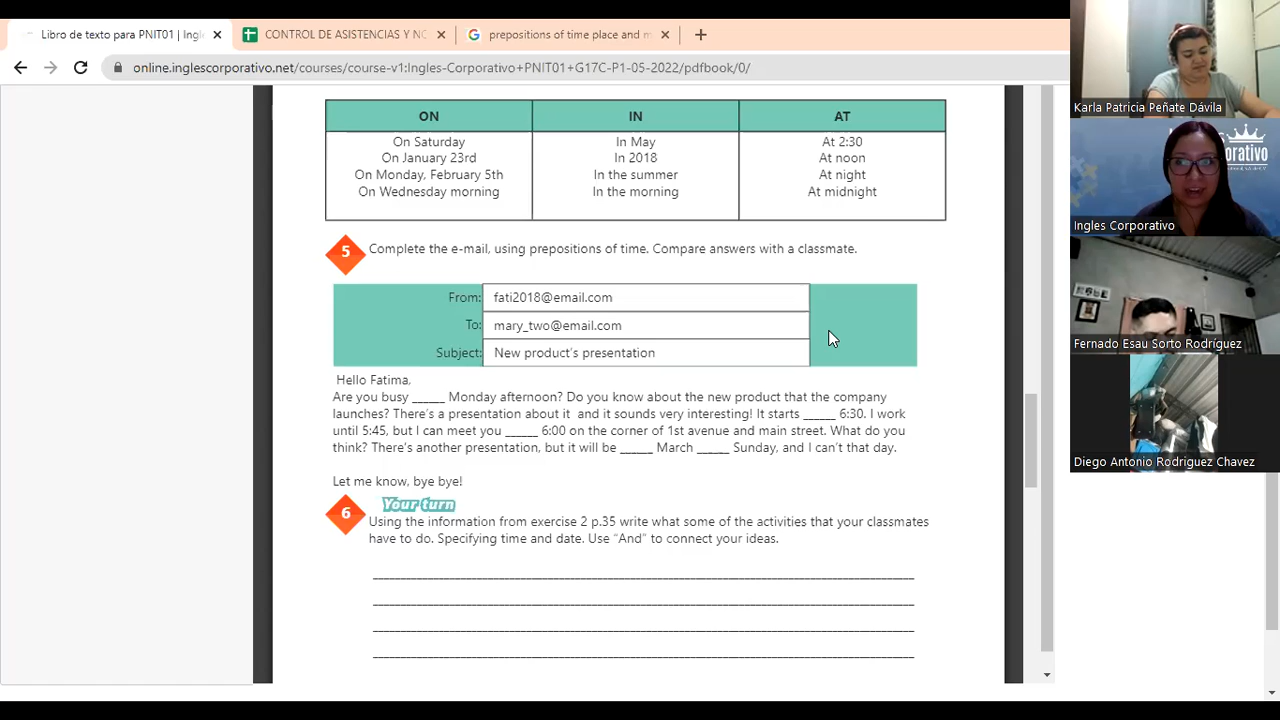 Libro de texto para PNIT01 | Ingl
CONTROL DE ASISTENCIAS Y NO
prepositions of time place and m
online.inglescorporativo.net/courses/course-v1:Ingles-Corporativo+PNIT01+G17C-P1-05-2022/pdfbook/0/
ON IN AT
On Saturday In May At 2:30
On January 23rd In 2018 At noon
On Monday, February 5th In the summer At night
On Wednesday morning In the morning At midnight
5 Complete the e-mail, using prepositions of time. Compare answers with a classmate.
From: fati2018@email.com
To: mary_two@email.com
Subject: New product's presentation
Hello Fatima,
Are you busy ______ Monday afternoon? Do you know about the new product that the company
launches? There's a presentation about it and it sounds very interesting! It starts ______ 6:30. I work
until 5:45, but I can meet you ______ 6:00 on the corner of 1st avenue and main street. What do you
think? There's another presentation, but it will be ______ March ______ Sunday, and I can't that day.
Let me know, bye bye!
Your turn
6 Using the information from exercise 2 p.35 write what some of the activities that your classmates
have to do. Specifying time and date. Use "And" to connect your ideas.
Karla Patricia Peñate Dávila
orativo
Ingles Corporativo
Fernado Esau Sorto Rodríguez
Diego Antonio Rodriguez Chavez